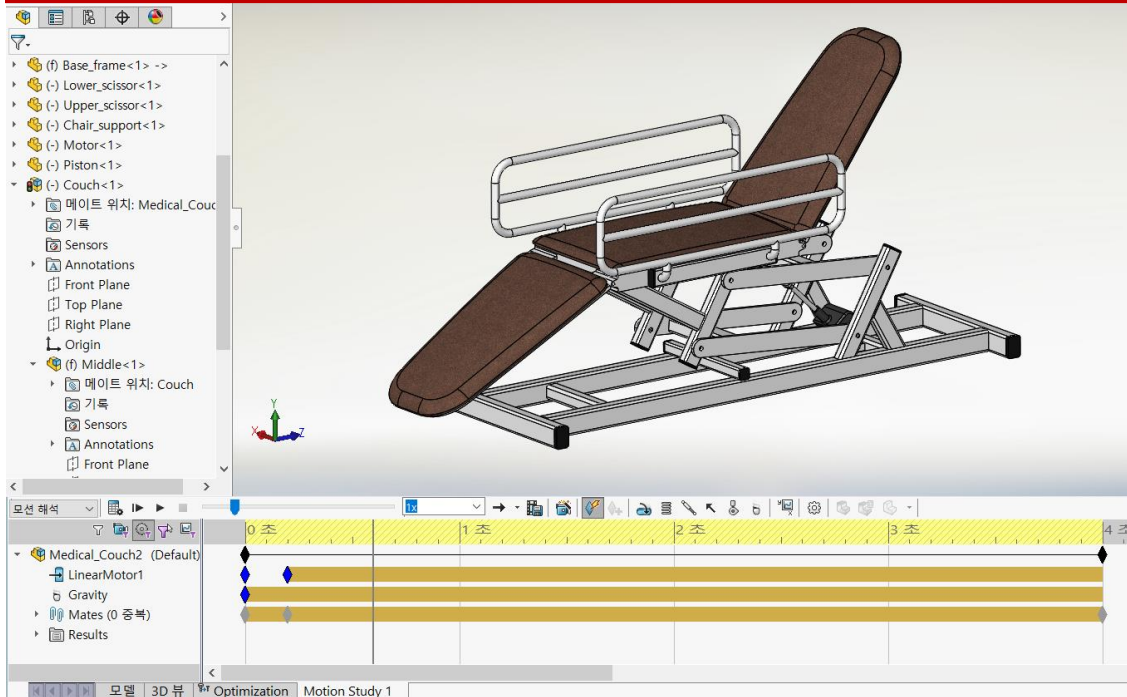 (f) Base_frame<1> ->
(-) Lower_scissor<1>
(-) Upper_scissor<1>
(-) Chair_support<1>
(-) Motor<1>
(-) Piston<1>
(-) Couch<1>
메이트 위치: Medical_Couc
기록
Sensors
Annotations
Front Plane
Top Plane
Right Plane
Origin
(f) Middle<1>
메이트 위치: Couch
기록
Sensors
Annotations
Front Plane
Y
X
Z
모션 해석
1x
0 초
1 초
2 초
3 초
4 초
Medical_Couch2 (Default)
LinearMotor1
Gravity
Mates (0 중복)
Results
모델
3D 뷰
Optimization
Motion Study 1